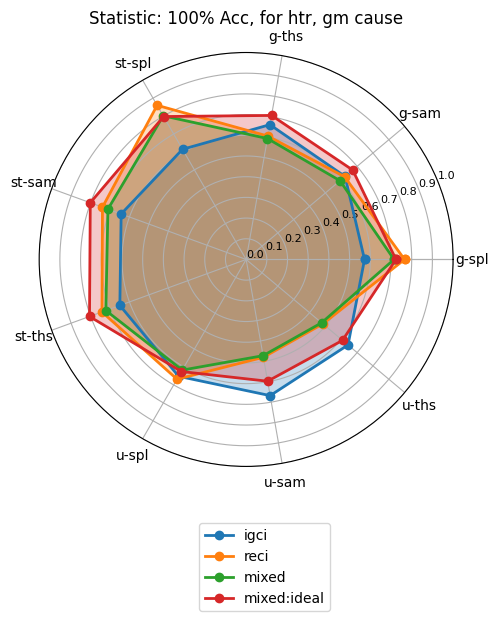 Statistic: 100% Acc, for htr, gm cause
g-ths
st-spl
g-sam
st-sam
1.0
0.9
0.8
0.7
0.6
0.5
0.4
0.3
0.2
0.1
0.0
g-spl
st-ths
u-ths
u-spl
u-sam
igci
reci
mixed
mixed:ideal